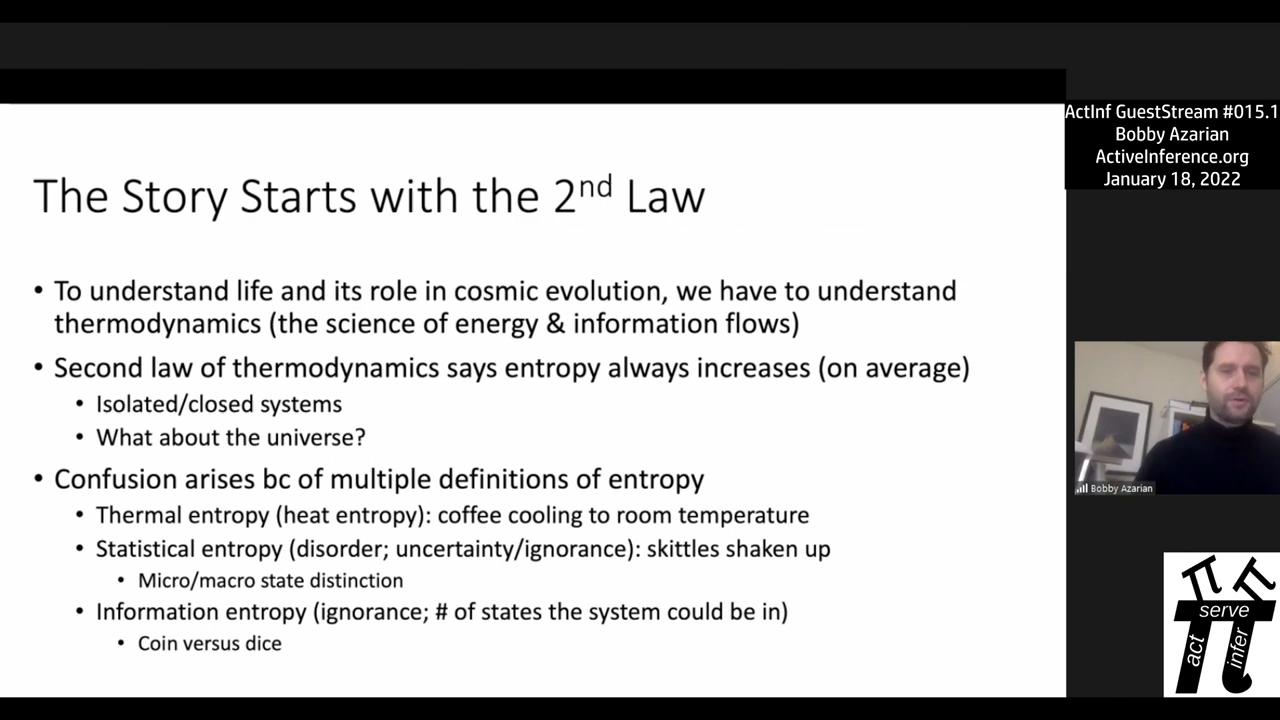 The Story Starts with the 2nd Law
• To understand life and its role in cosmic evolution, we have to understand
thermodynamics (the science of energy & information flows)
• Second law of thermodynamics says entropy always increases (on average)
• Isolated/closed systems
• What about the universe?
• Confusion arises bc of multiple definitions of entropy
• Thermal entropy (heat entropy): coffee cooling to room temperature
• Statistical entropy (disorder; uncertainty/ignorance): skittles shaken up
• Micro/macro state distinction
• Information entropy (ignorance; # of states the system could be in)
• Coin versus dice
ActInf GuestStream #015.1
Bobby Azarian
ActiveInference.org
January 18, 2022
Bobby Azarian
serve
act
infer